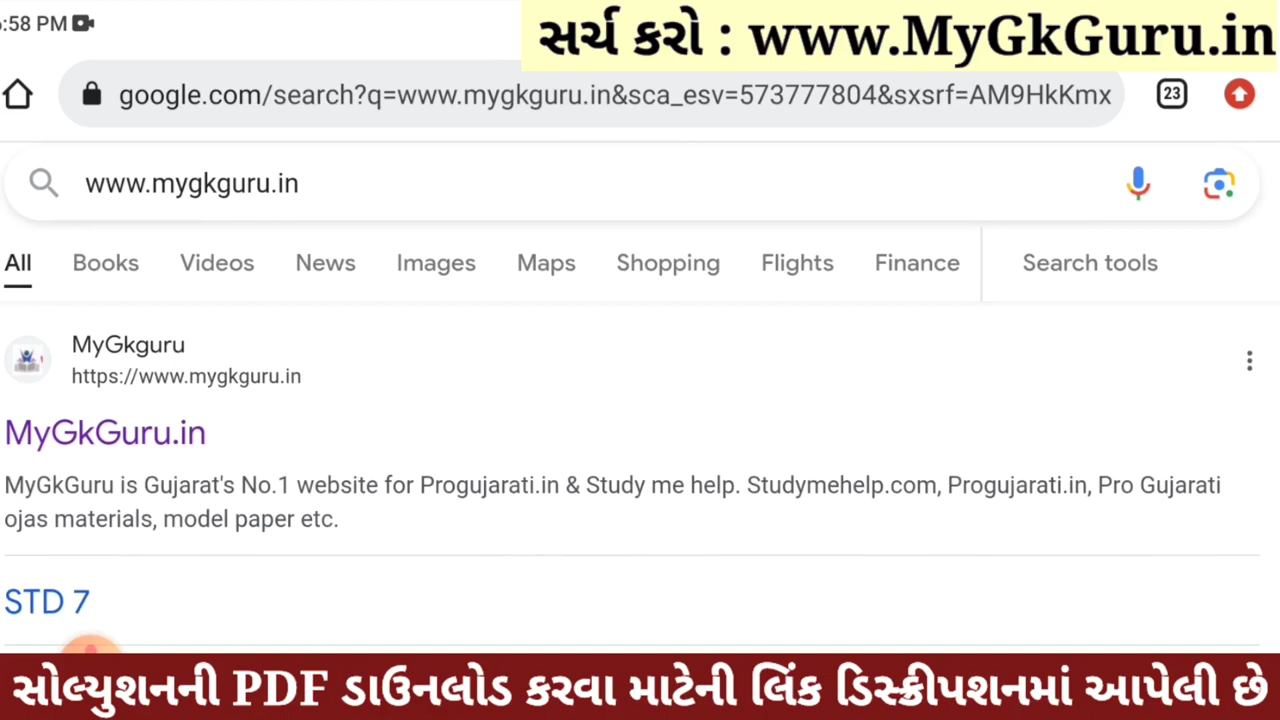 :58 PM
સર્ચ કરો : www.MyGkGuru.in
google.com/search?q=www.mygkguru.in&sca_esv=573777804&sxsrf=AM9HkKmx
23
www.mygkguru.in
All Books Videos News Images Maps Shopping Flights Finance Search tools
MyGkguru
https://www.mygkguru.in
MyGkGuru.in
MyGkGuru is Gujarat's No.1 website for Progujarati.in & Study me help. Studymehelp.com, Progujarati.in, Pro Gujarati
ojas materials, model paper etc.
STD 7
સોલ્યુશનની PDF ડાઉનલોડ કરવા માટેની લિંક ડિસ્ક્રીપશનમાં આપેલી છે